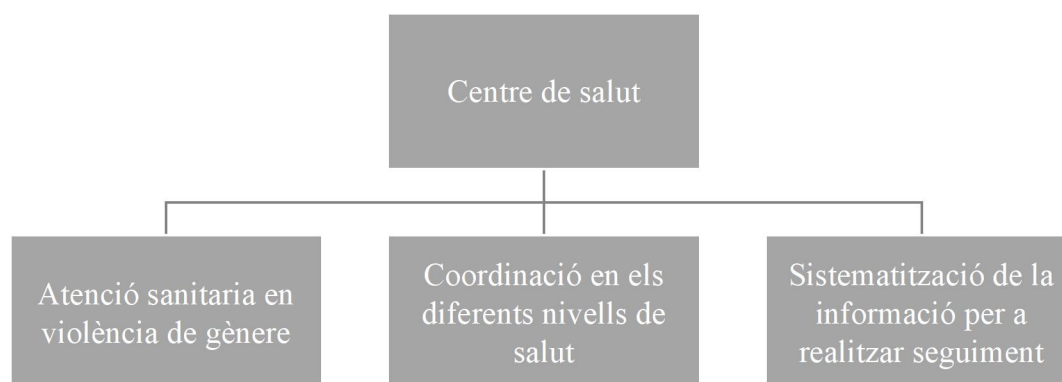 Centre de salut
Atenció sanitaria en
violència de gènere
Coordinació en els
diferents nivells de
salut
Sistematització de la
informació per a
realitzar seguiment